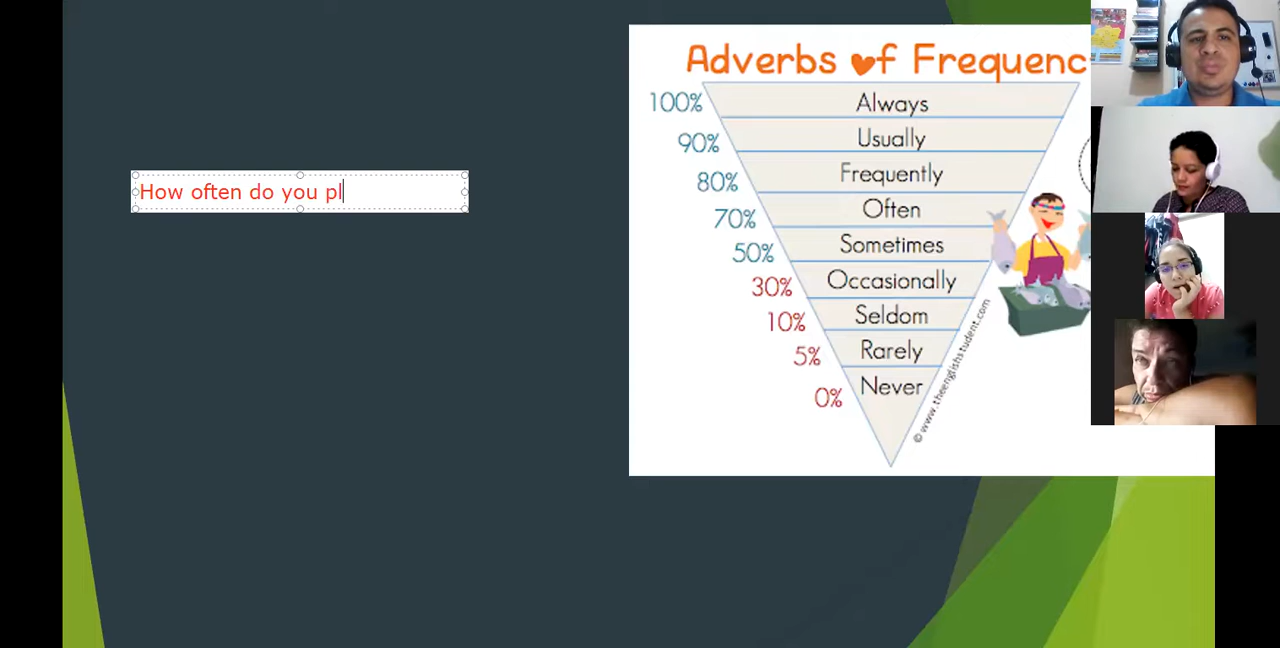 Adverbs of Frequenc
100% Always
90% Usually
80% Frequently
70% Often
50% Sometimes
30% Occasionally
10% Seldom
5% Rarely
0% Never
© www.theenglishstudent.com
How often do you pl